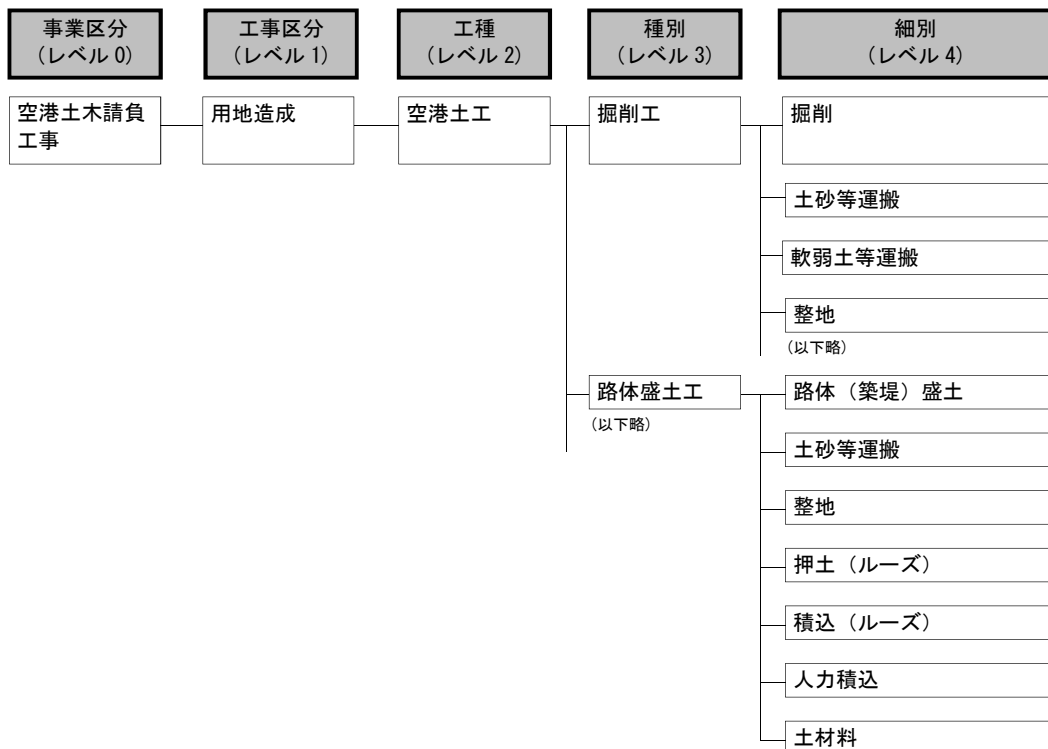 事業区分
(レベル 0)
工事区分
(レベル 1)
工種
(レベル 2)
種別
(レベル 3)
細別
(レベル 4)
空港土木請負
工事
用地造成
空港土工
掘削工
掘削
土砂等運搬
軟弱土等運搬
整地
(以下略)
路体盛土工
(以下略)
路体（築堤）盛土
土砂等運搬
整地
押土（ルーズ）
積込（ルーズ）
人力積込
土材料